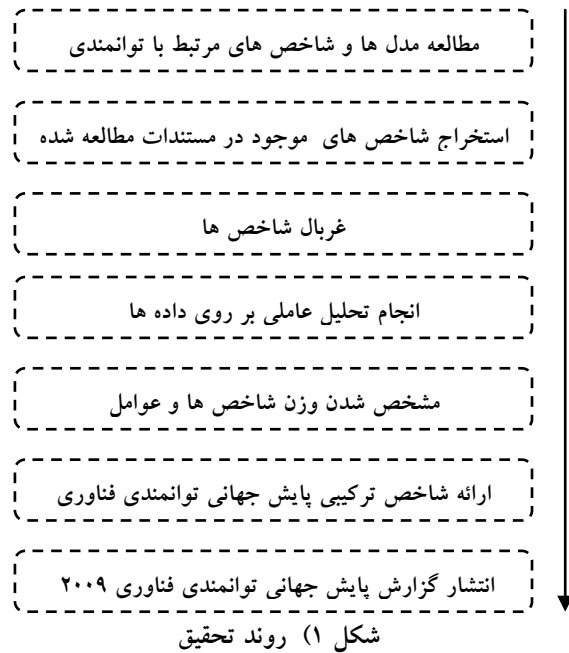 مطالعه مدل ها و شاخص های مرتبط با توانمندی
استخراج شاخص های موجود در مستندات مطالعه شده
غربال شاخص ها
انجام تحلیل عاملی بر روی داده ها
مشخص شدن وزن شاخص ها و عوامل
ارائه شاخص ترکیبی پایش جهانی توانمندی فناوری
انتشار گزارش پایش جهانی توانمندی فناوری ۲۰۰۹
شکل ۱) روند تحقیق